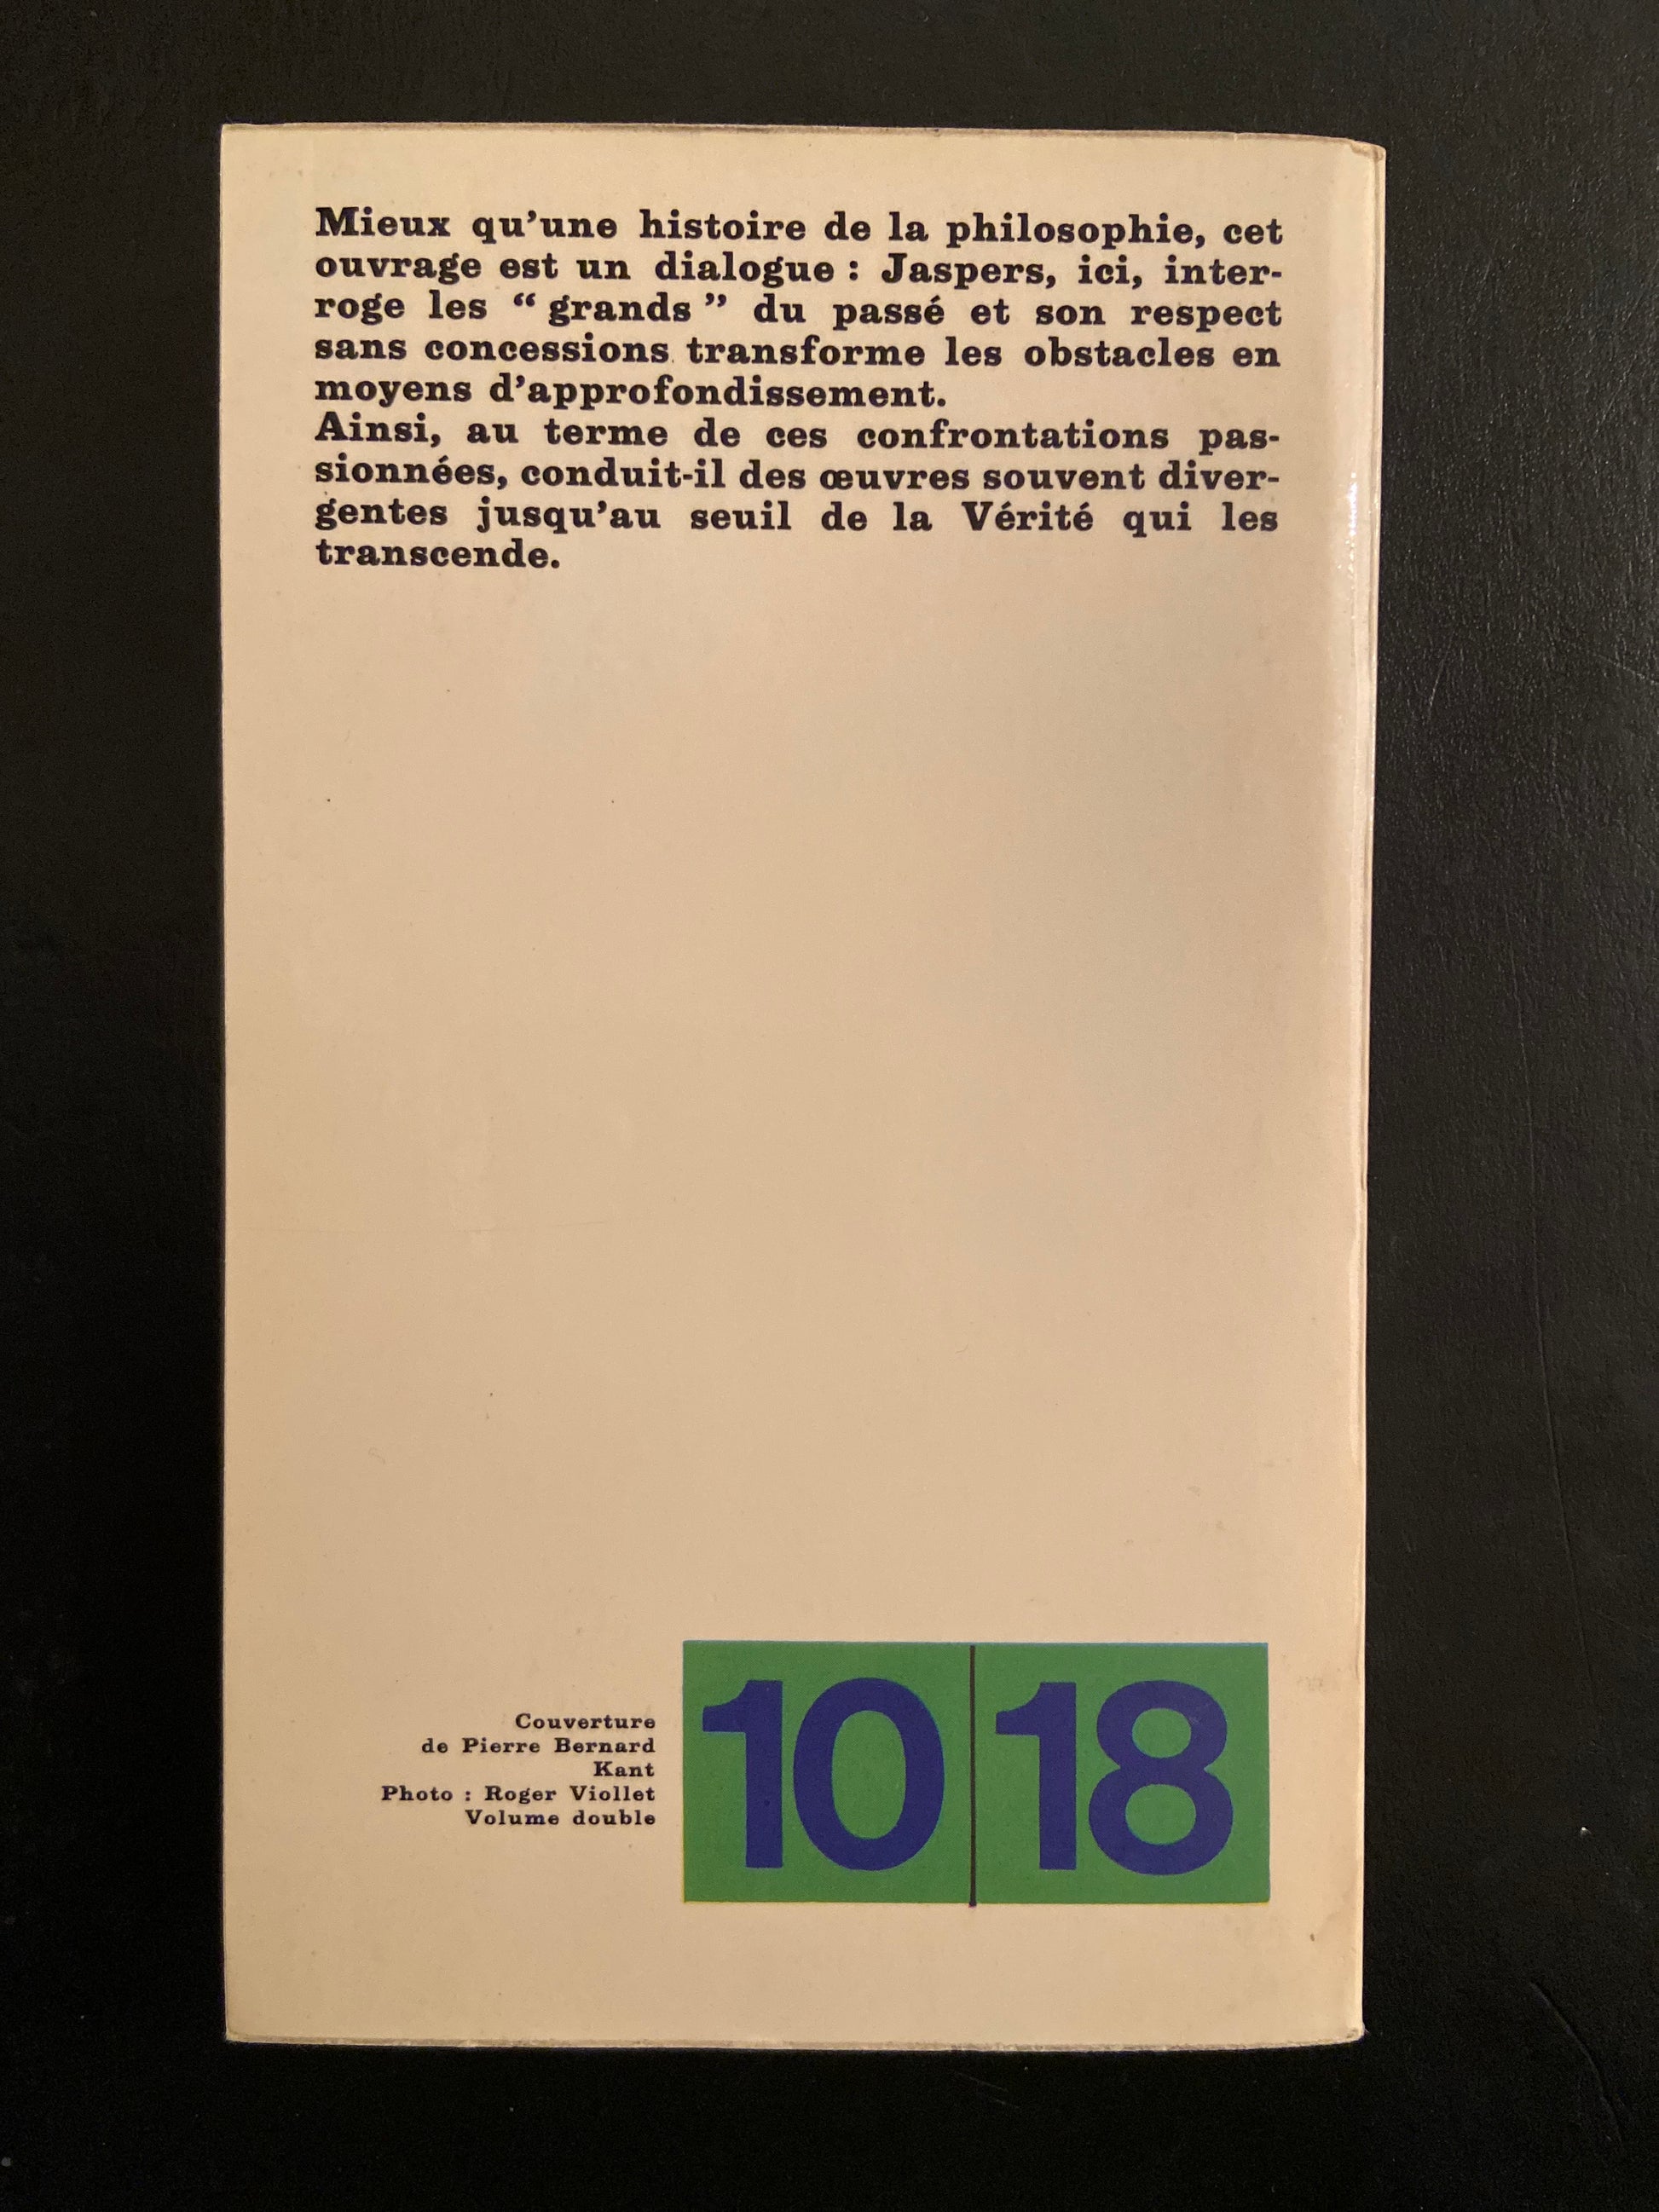 Mieux qu’une histoire de la philosophie, cet
ouvrage est un dialogue : Jaspers, ici, inter-
roge les “ grands ” du passé et son respect
sans concessions transforme les obstacles en
moyens d’approfondissement.
Ainsi, au terme de ces confrontations pas-
sionnées, conduit-il des œuvres souvent diver-
gentes jusqu’au seuil de la Vérité qui les
transcende.
Couverture
de Pierre Bernard
Kant
Photo : Roger Viollet
Volume double
10 | 18